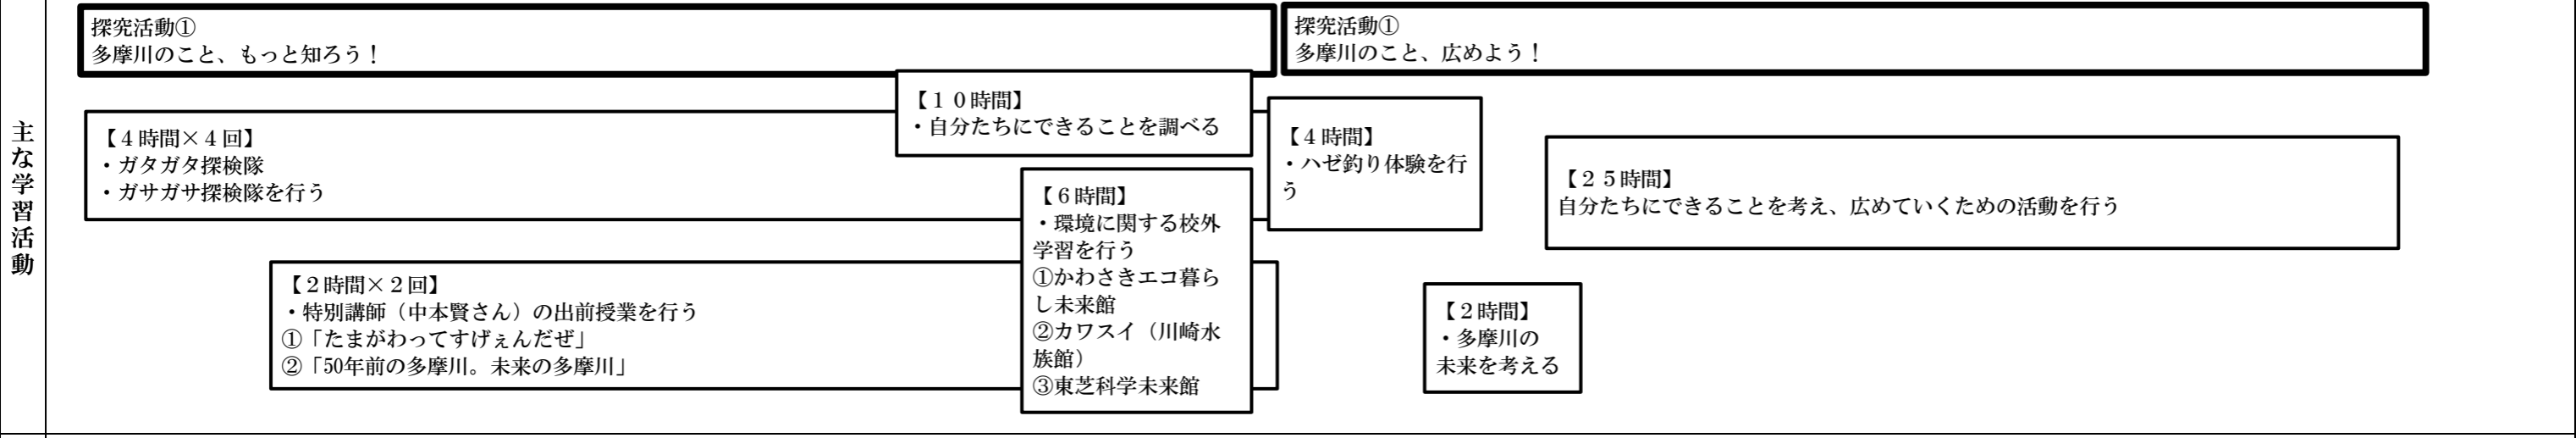 主な学習活動
探究活動①
多摩川のこと、もっと知ろう！
探究活動①
多摩川のこと、広めよう！
【４時間×４回】
・ガタガタ探検隊
・ガサガサ探検隊を行う
【１０時間】
・自分たちにできることを調べる
【２時間×２回】
・特別講師（中本賢さん）の出前授業を行う
①「たまがわってすげぇんだぜ」
②「50年前の多摩川。未来の多摩川」
【６時間】
・環境に関する校外
学習を行う
①かわさきエコ暮ら
し未来館
②カワスイ（川崎水
族館）
③東芝科学未来館
【４時間】
・ハゼ釣り体験を行
う
【２時間】
・多摩川の
未来を考える
【２５時間】
自分たちにできることを考え、広めていくための活動を行う